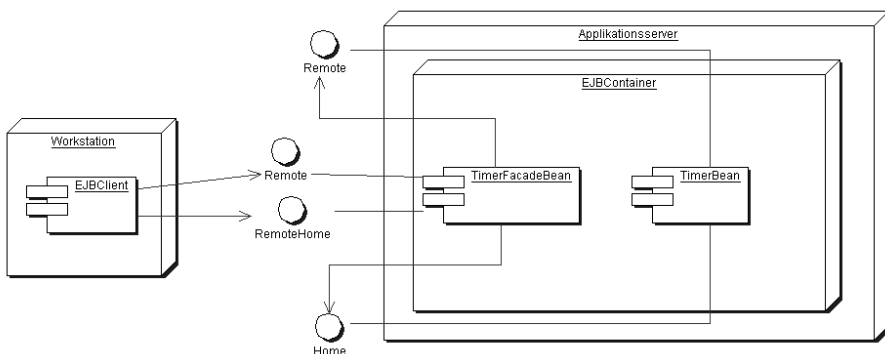 Applikationsserver
Remote
EJBContainer
Workstation
Remote
EJBClient
TimerFacadeBean
TimerBean
RemoteHome
Home